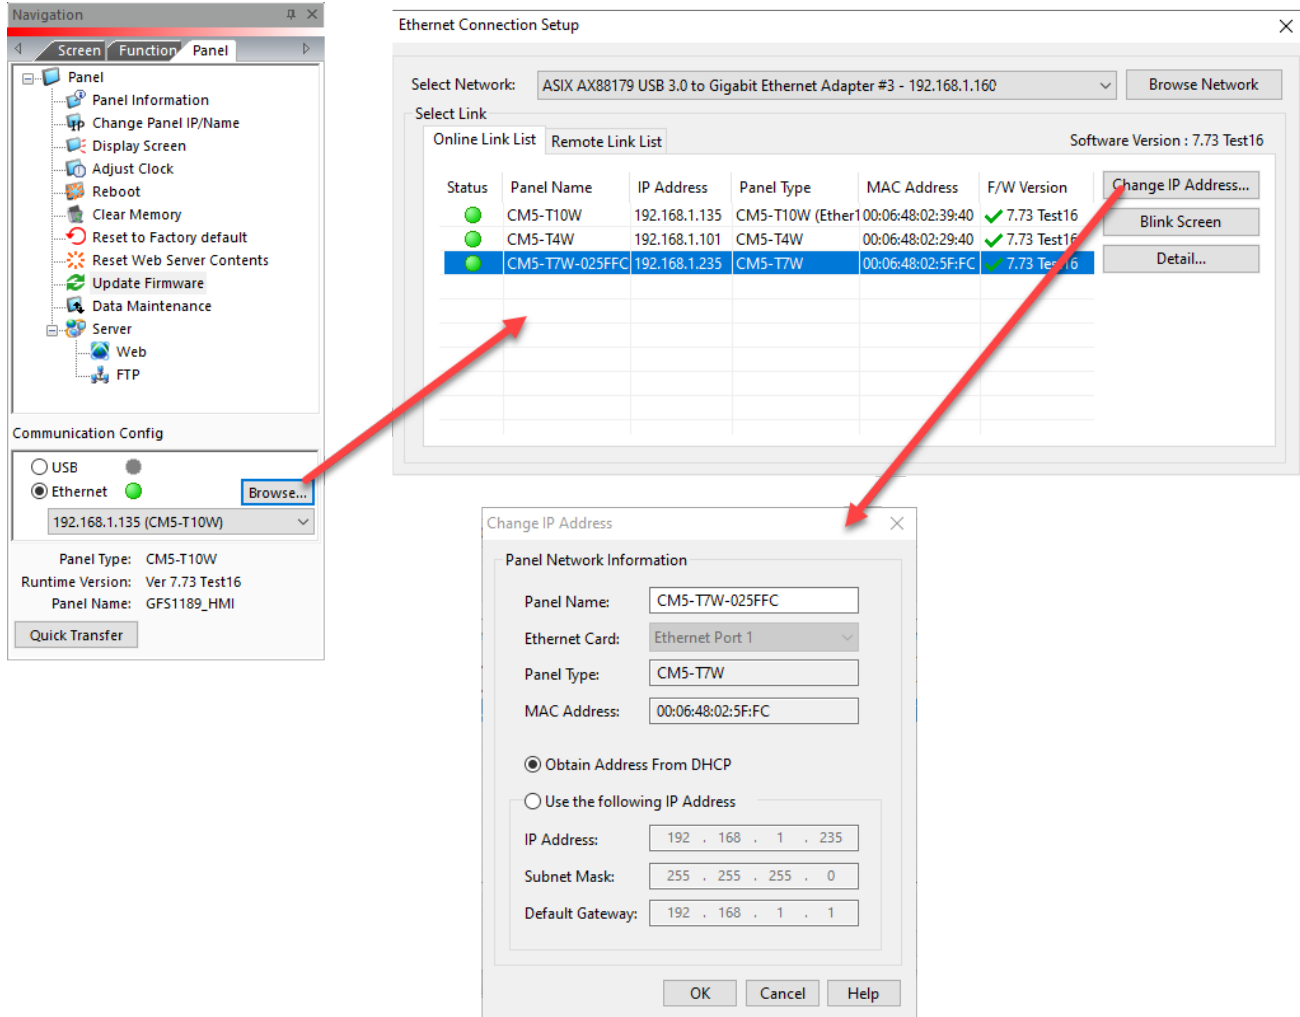 Navigation
Screen Function Panel
Panel
Panel Information
Change Panel IP/Name
Display Screen
Adjust Clock
Reboot
Clear Memory
Reset to Factory default
Reset Web Server Contents
Update Firmware
Data Maintenance
Server
Web
FTP
Communication Config
USB
Ethernet
Browse...
192.168.1.135 (CM5-T10W)
Panel Type: CM5-T10W
Runtime Version: Ver 7.73 Test16
Panel Name: GFS1189_HMI
Quick Transfer
Ethernet Connection Setup
Select Network: ASIX AX88179 USB 3.0 to Gigabit Ethernet Adapter #3 - 192.168.1.160 Browse Network
Select Link
Online Link List Remote Link List Software Version : 7.73 Test16
Status Panel Name IP Address Panel Type MAC Address F/W Version Change IP Address...
CM5-T10W 192.168.1.135 CM5-T10W (Ether1 00:06:48:02:39:40 7.73 Test16
Blink Screen
CM5-T4W 192.168.1.101 CM5-T4W 00:06:48:02:29:40 7.73 Test16
CM5-T7W-025FFC 192.168.1.235 CM5-T7W 00:06:48:02:5F:FC 7.73 Test16
Detail...
Change IP Address
Panel Network Information
Panel Name: CM5-T7W-025FFC
Ethernet Card: Ethernet Port 1
Panel Type: CM5-T7W
MAC Address: 00:06:48:02:5F:FC
Obtain Address From DHCP
Use the following IP Address
IP Address: 192 . 168 . 1 . 235
Subnet Mask: 255 . 255 . 255 . 0
Default Gateway: 192 . 168 . 1 . 1
OK Cancel Help